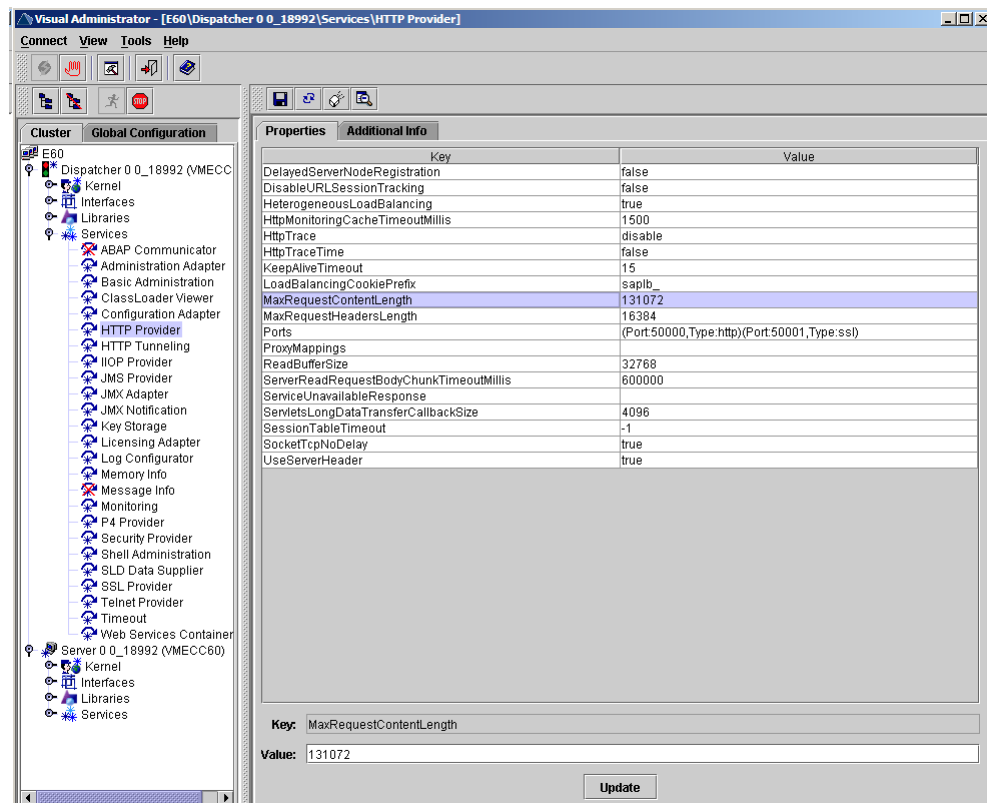 Visual Administrator - [E60\Dispatcher 0 0_18992\Services\HTTP Provider]
Connect View Tools Help
STOP
Cluster Global Configuration
E60
Dispatcher 0 0_18992 (VMECC
Kernel
Interfaces
Libraries
Services
ABAP Communicator
Administration Adapter
Basic Administration
ClassLoader Viewer
Configuration Adapter
HTTP Provider
HTTP Tunneling
IIOP Provider
JMS Provider
JMX Adapter
JMX Notification
Key Storage
Licensing Adapter
Log Configurator
Memory Info
Message Info
Monitoring
P4 Provider
Security Provider
Shell Administration
SLD Data Supplier
SSL Provider
Telnet Provider
Timeout
Web Services Container
Server 0 0_18992 (VMECC60)
Kernel
Interfaces
Libraries
Services
Properties Additional Info
Key Value
DelayedServerNodeRegistration false
DisableURLSessionTracking false
HeterogeneousLoadBalancing true
HttpMonitoringCacheTimeoutMillis 1500
HttpTrace disable
HttpTraceTime false
KeepAliveTimeout 15
LoadBalancingCookiePrefix saplb_
MaxRequestContentLength 131072
MaxRequestHeadersLength 16384
Ports (Port:50000,Type:http)(Port:50001,Type:ssl)
ProxyMappings
ReadBufferSize 32768
ServerReadRequestBodyChunkTimeoutMillis 600000
ServiceUnavailableResponse
ServletsLongDataTransferCallbackSize 4096
SessionTableTimeout -1
SocketTcpNoDelay true
UseServerHeader true
Key: MaxRequestContentLength
Value: 131072
Update